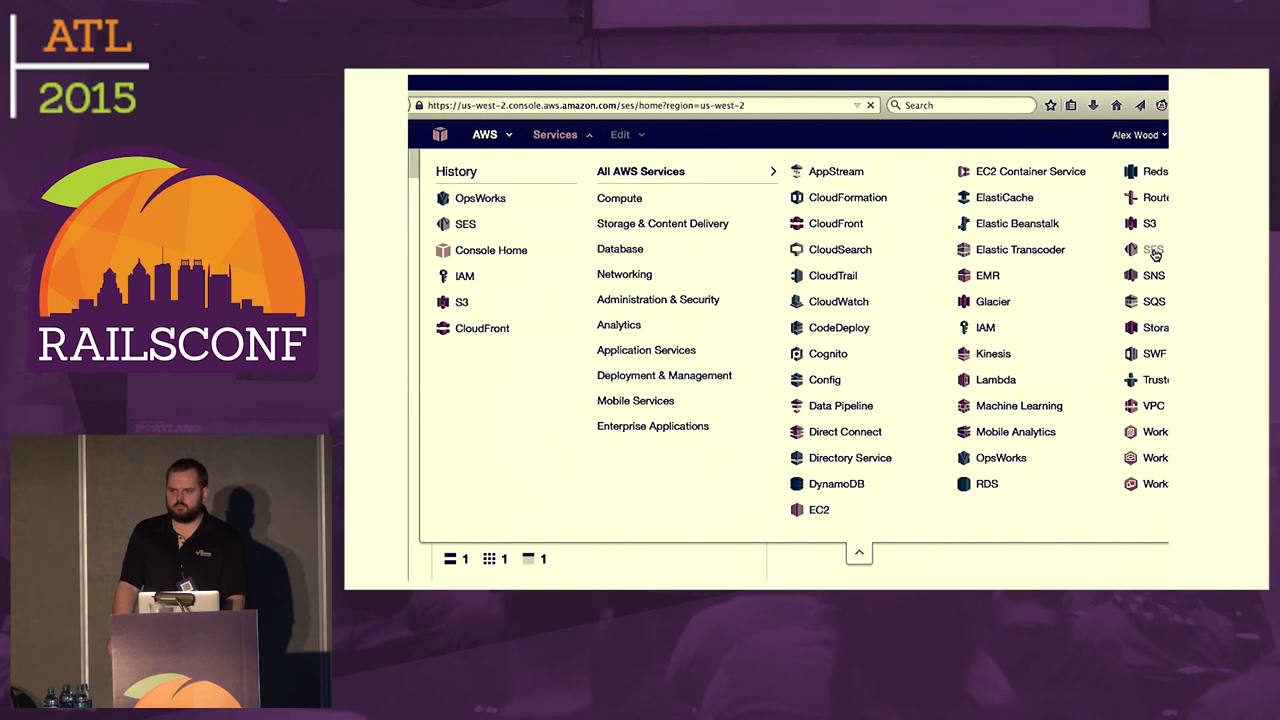 ATL
2015
RAILSCONF
https://us-west-2.console.aws.amazon.com/ses/home?region=us-west-2
Search
AWS
Services
Edit
Alex Wood
History
OpsWorks
SES
Console Home
IAM
S3
CloudFront
All AWS Services
Compute
Storage & Content Delivery
Database
Networking
Administration & Security
Analytics
Application Services
Deployment & Management
Mobile Services
Enterprise Applications
AppStream
CloudFormation
CloudFront
CloudSearch
CloudTrail
CloudWatch
CodeDeploy
Cognito
Config
Data Pipeline
Direct Connect
Directory Service
DynamoDB
EC2
EC2 Container Service
ElastiCache
Elastic Beanstalk
Elastic Transcoder
EMR
Glacier
IAM
Kinesis
Lambda
Machine Learning
Mobile Analytics
OpsWorks
RDS
Reds
Route
S3
SES
SNS
SQS
Stora
SWF
Trust
VPC
Work
Work
Work
1
1
1
PORTLAND